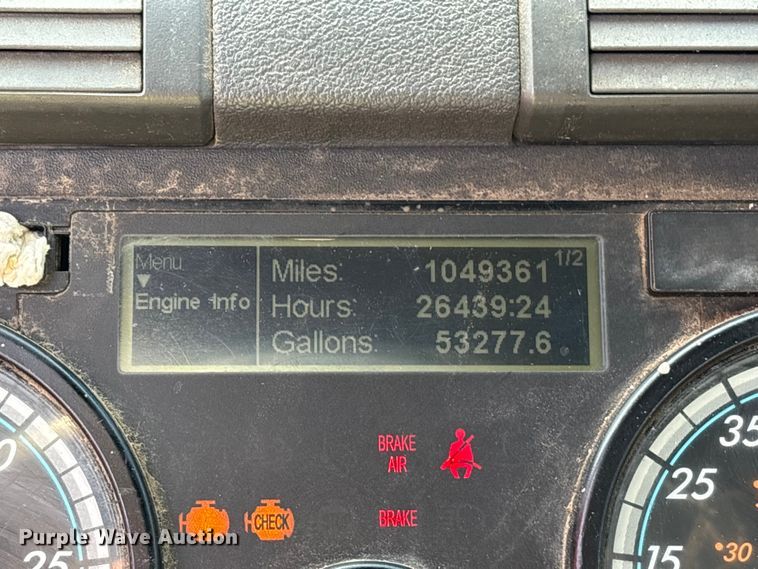 Menu
Engine Info
Miles: 1049361 1/2
Hours: 26439:24
Gallons: 53277.6
BRAKE
AIR
CHECK
BRAKE
35
25
15
30
25
0
Purple Wave Auction